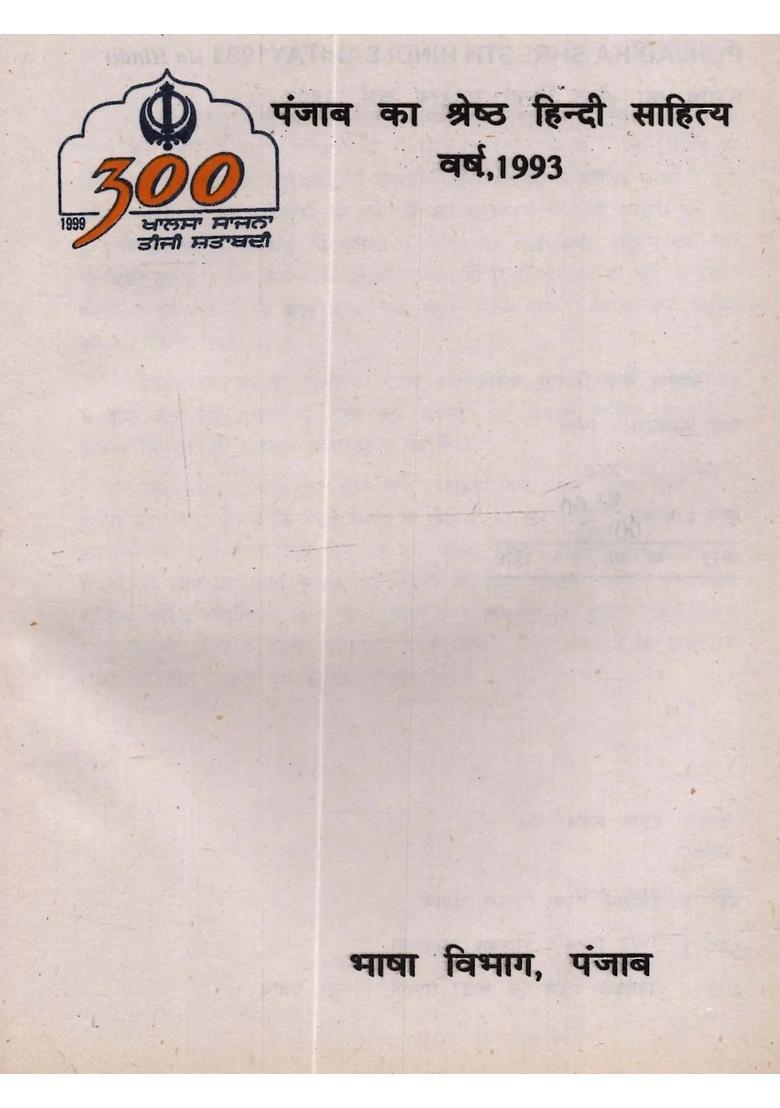 पंजाब का श्रेष्ठ हिन्दी साहित्य
वर्ष,1993
300
1999
ਖਾਲਸਾ ਸਾਜਨਾ
ਤੀਜੀ ਸ਼ਤਾਬਦੀ
भाषा विभाग, पंजाब